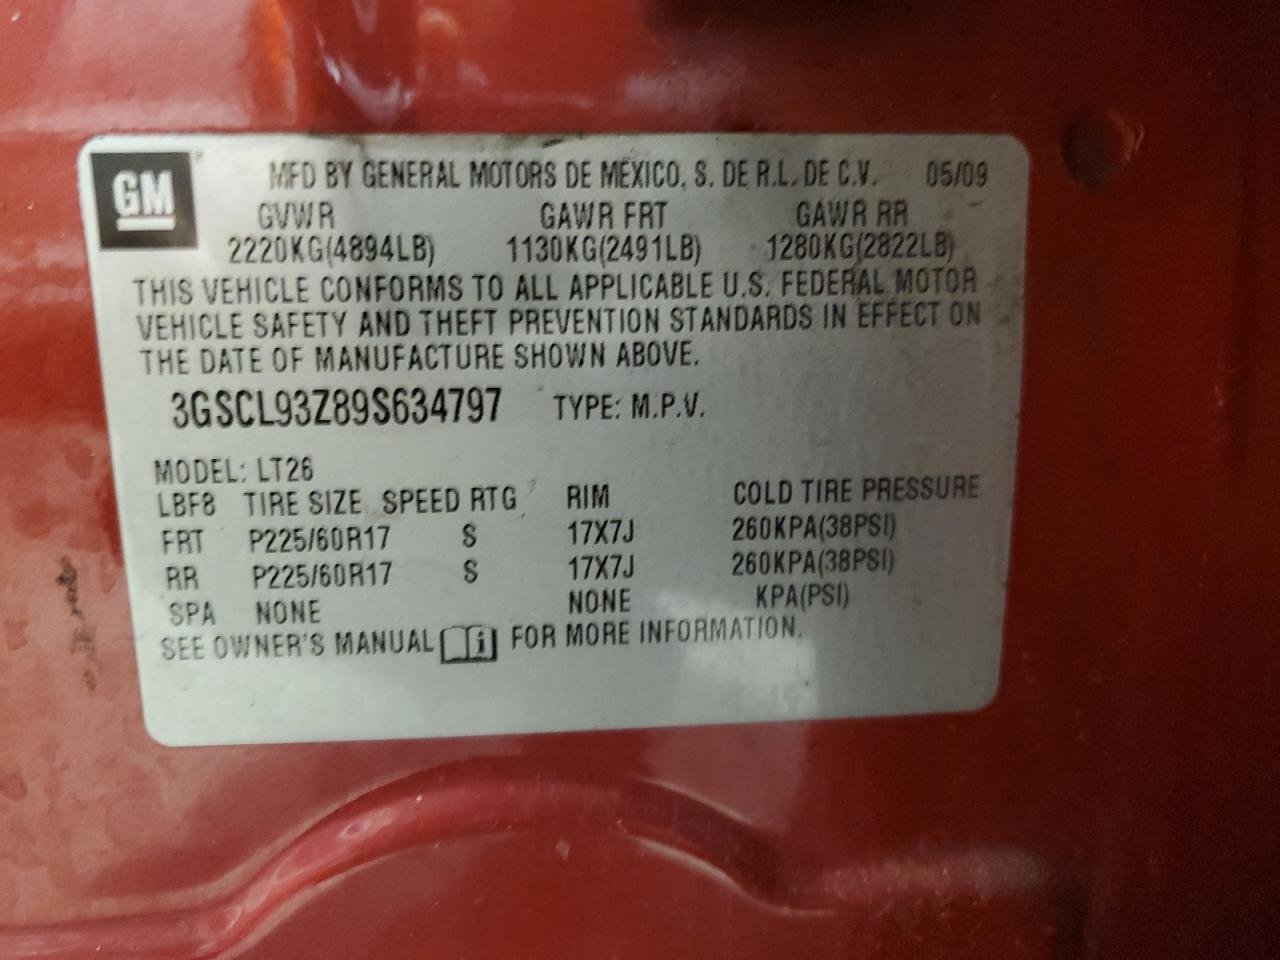 GM
MFD BY GENERAL MOTORS DE MEXICO, S. DE R.L. DE C.V. 05/09
GVWR GAWR FRT GAWR RR
2220KG(4894LB) 1130KG(2491LB) 1280KG(2822LB)
THIS VEHICLE CONFORMS TO ALL APPLICABLE U.S. FEDERAL MOTOR
VEHICLE SAFETY AND THEFT PREVENTION STANDARDS IN EFFECT ON
THE DATE OF MANUFACTURE SHOWN ABOVE.
3GSCL93Z89S634797 TYPE: M.P.V.
MODEL: LT26
LBF8 TIRE SIZE SPEED RTG RIM COLD TIRE PRESSURE
FRT P225/60R17 S 17X7J 260KPA(38PSI)
RR P225/60R17 S 17X7J 260KPA(38PSI)
SPA NONE NONE KPA(PSI)
SEE OWNER'S MANUAL i FOR MORE INFORMATION.